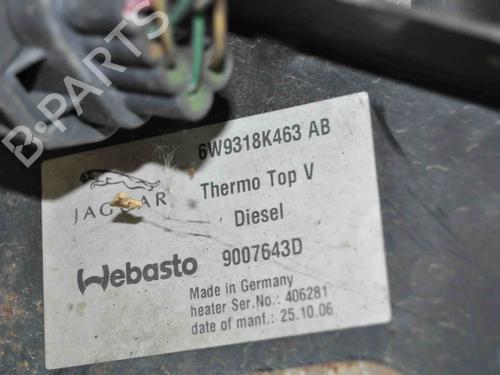 B-PARTS
6W9318K463 AB
JAGUAR
Thermo Top V
Diesel
Webasto
9007643D
Made in Germany
heater Ser.No.: 406281
date of manf.: 25.10.06